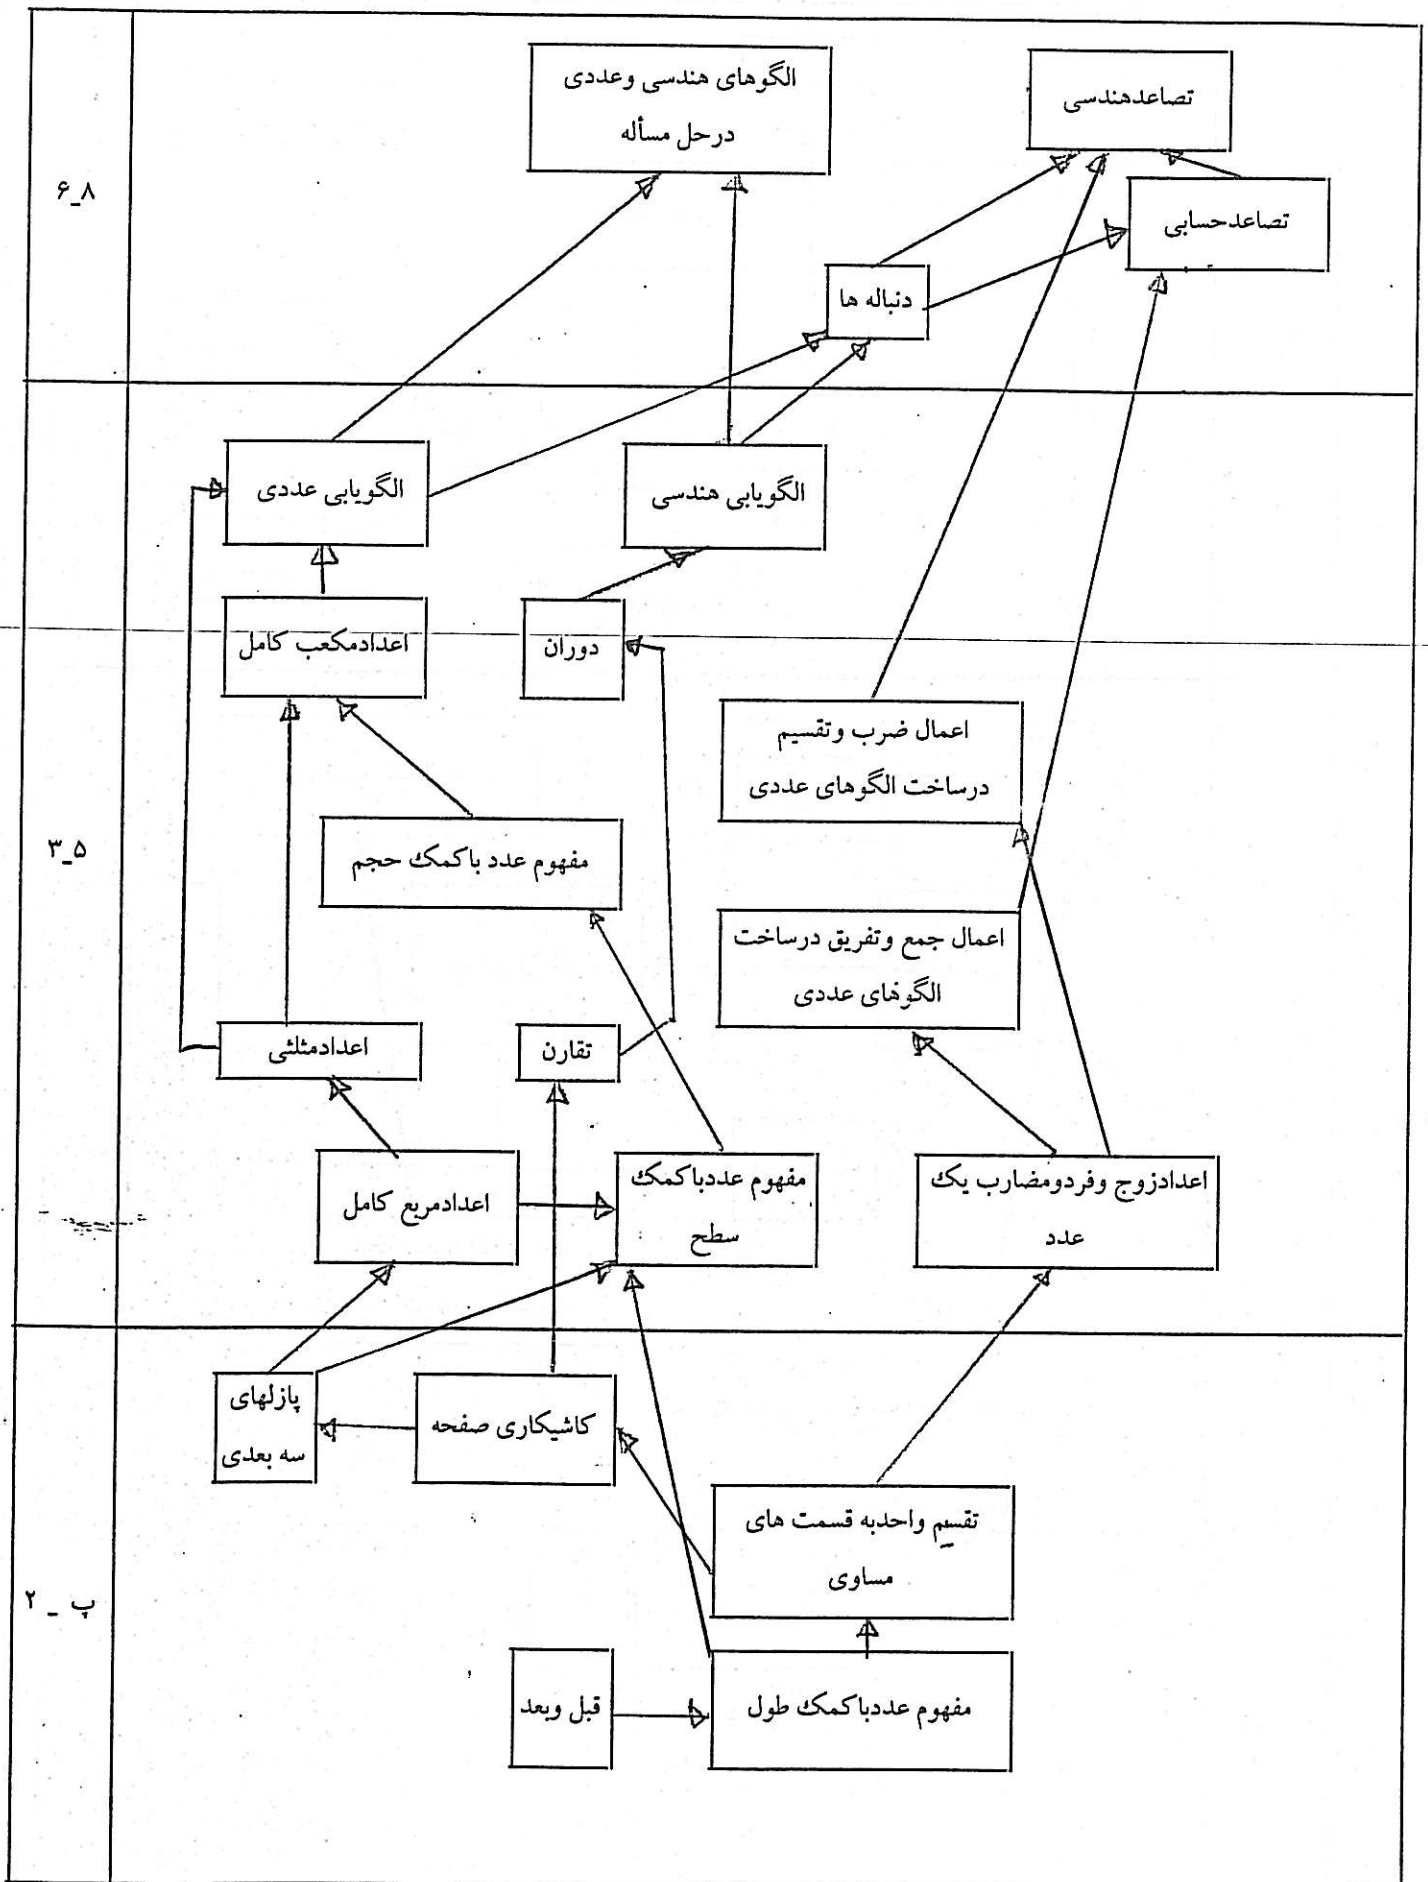 الگوهای هندسی وعددی
درحل مسأله
تصاعدهندسی
۶_۸
تصاعدحسابی
دنباله ها
الگویابی عددی
الگویابی هندسی
اعدادمکعب کامل
دوران
اعمال ضرب وتقسیم
درساخت الگوهای عددی
۳_۵
مفهوم عدد باکمک حجم
اعمال جمع وتفریق درساخت
الگوهای عددی
اعدادمثلثی
تقارن
اعدادمربع کامل
مفهوم عددباکمک
سطح
اعدادزوج وفردومضارب یک
عدد
پازلهای
سه بعدی
کاشیکاری صفحه
تقسیم واحدبه قسمت های
مساوی
پ _ ۲
قبل وبعد
مفهوم عددباکمک طول